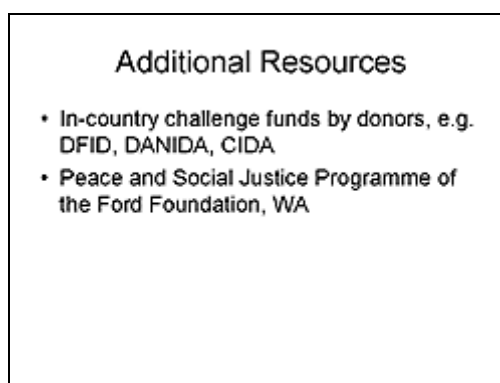 Additional Resources
• In-country challenge funds by donors, e.g.
DFID, DANIDA, CIDA
• Peace and Social Justice Programme of
the Ford Foundation, WA